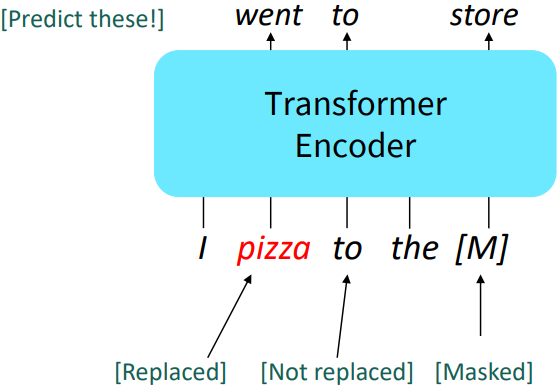 [Predict these!] went to store
Transformer
Encoder
I pizza to the [M]
[Replaced] [Not replaced] [Masked]